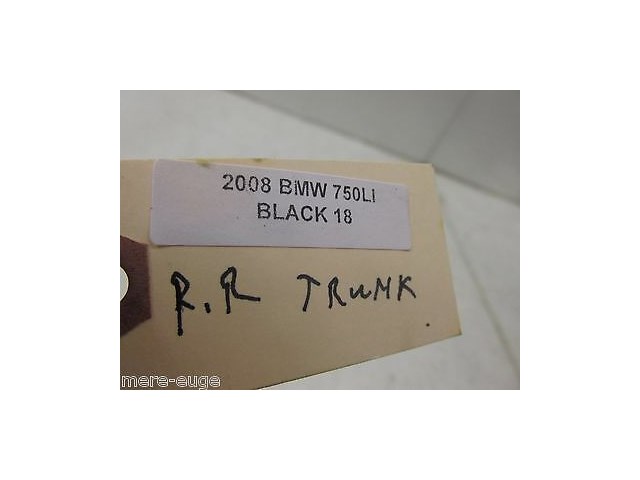 2008 BMW 750LI
BLACK 18
R.R TRUNK
mere-euge